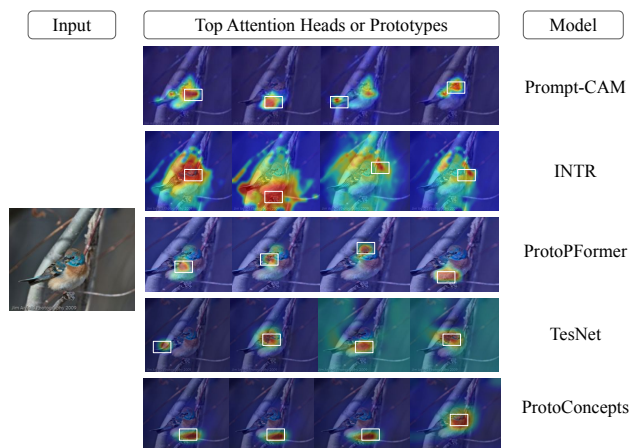 Input
Top Attention Heads or Prototypes
Model
Prompt-CAM
INTR
ProtoPFormer
TesNet
ProtoConcepts